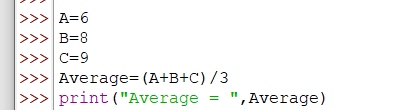 >>>
>>> A=6
>>> B=8
>>> C=9
>>> Average=(A+B+C)/3
>>> print("Average = ",Average)